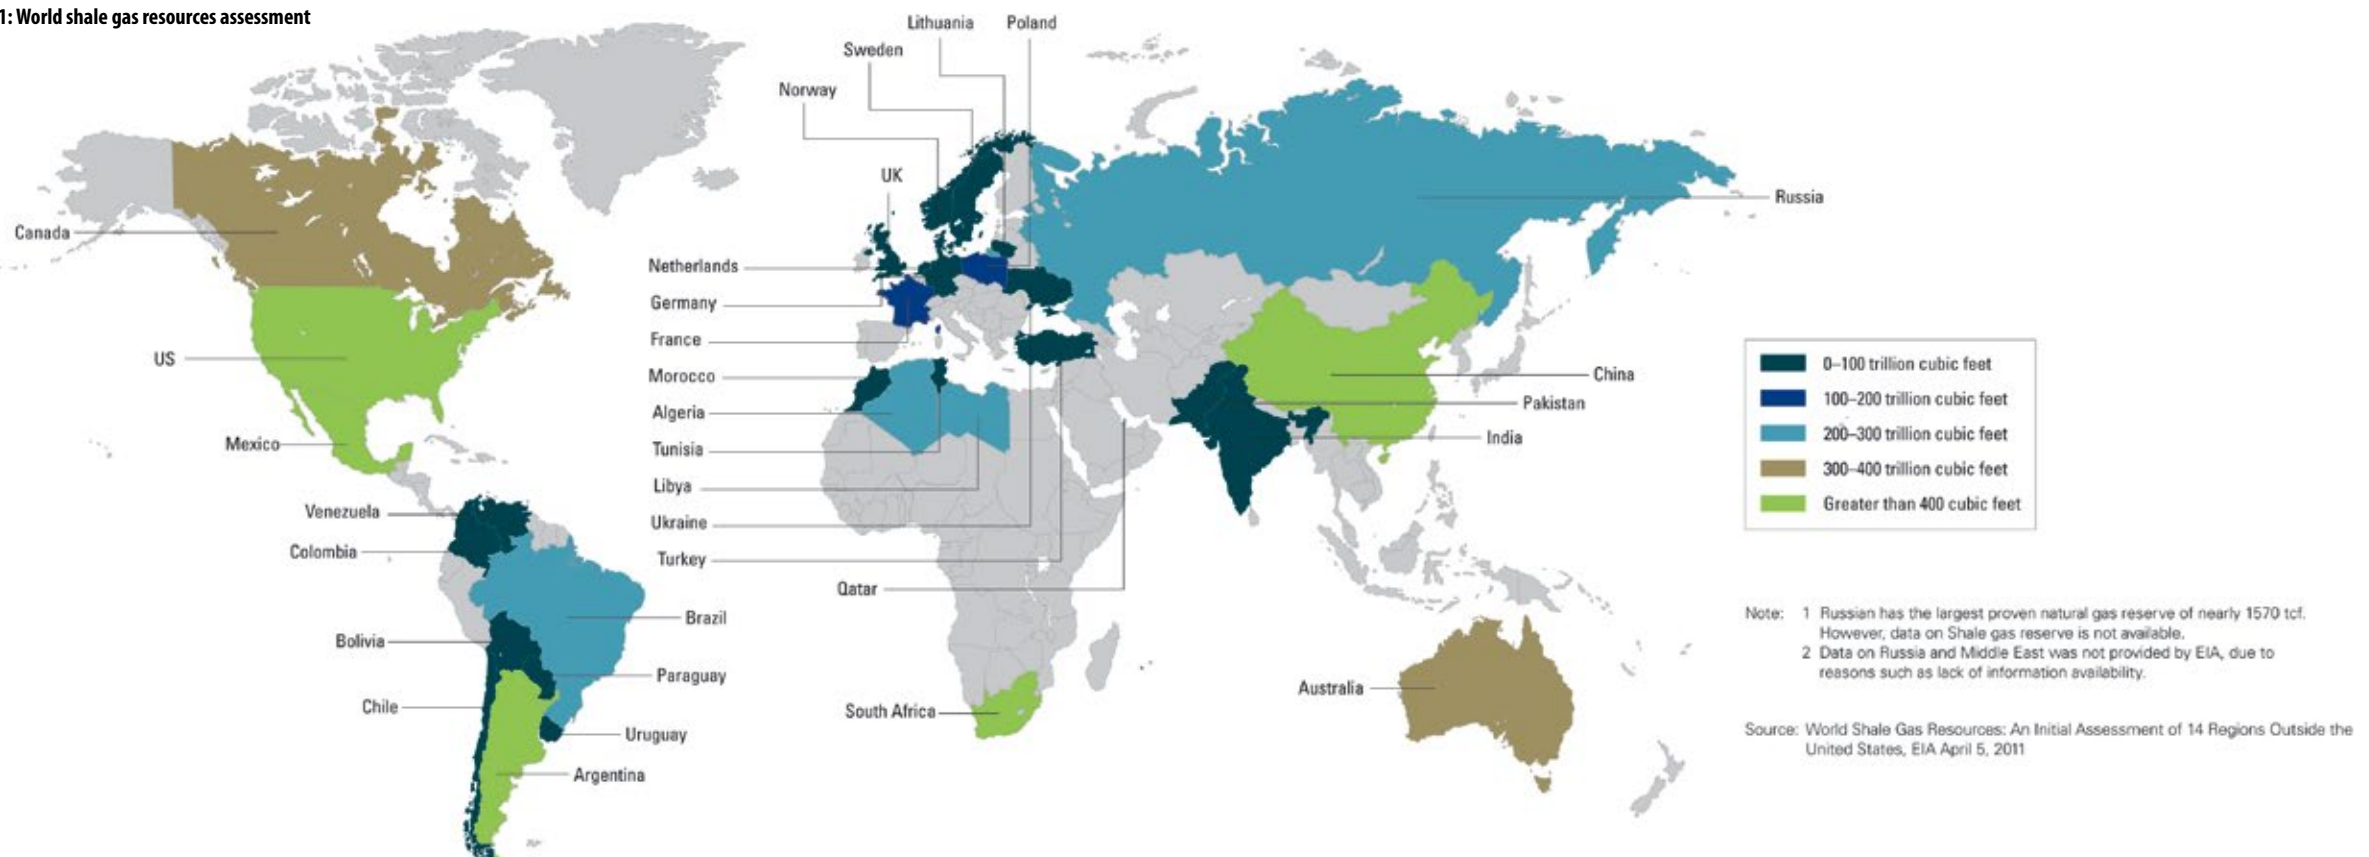 1: World shale gas resources assessment
Lithuania
Poland
Sweden
Norway
UK
Russia
Canada
Netherlands
Germany
France
US
Morocco
Algeria
Mexico
Tunisia
Libya
Venezuela
Ukraine
Colombia
Turkey
Qatar
Brazil
Bolivia
Paraguay
Chile
South Africa
Uruguay
Argentina
China
Pakistan
India
Australia
0–100 trillion cubic feet
100–200 trillion cubic feet
200–300 trillion cubic feet
300–400 trillion cubic feet
Greater than 400 cubic feet
Note: 1 Russian has the largest proven natural gas reserve of nearly 1570 tcf.
However, data on Shale gas reserve is not available.
2 Data on Russia and Middle East was not provided by EIA, due to
reasons such as lack of information availability.
Source: World Shale Gas Resources: An Initial Assessment of 14 Regions Outside the
United States, EIA April 5, 2011